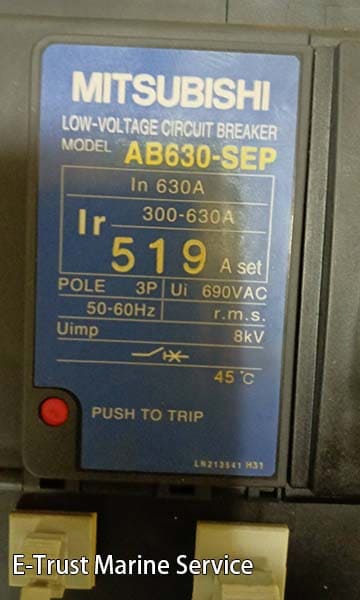 MITSUBISHI
LOW-VOLTAGE CIRCUIT BREAKER
MODEL AB630-SEP
In 630A
Ir 300-630A
519 A set
POLE 3P Ui 690VAC
50-60Hz r.m.s.
Uimp 8kV
45℃
PUSH TO TRIP
LN213541 H31
E-Trust Marine Service